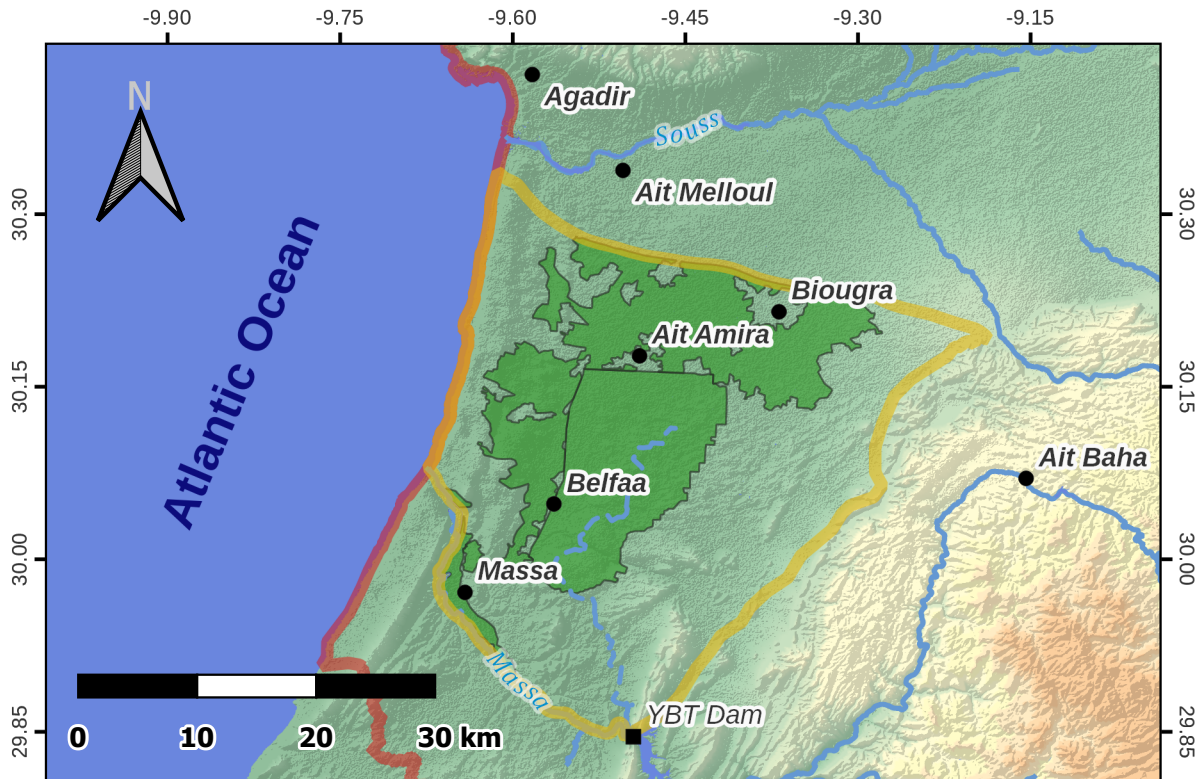 -9.90 -9.75 -9.60 -9.45 -9.30 -9.15
N
Agadir
Souss
Ait Melloul
30.30
30.30
Atlantic Ocean
Biougra
Ait Amira
30.15
30.15
Ait Baha
Belfaa
30.00
30.00
Massa
Massa
YBT Dam
29.85
29.85
0 10 20 30 km